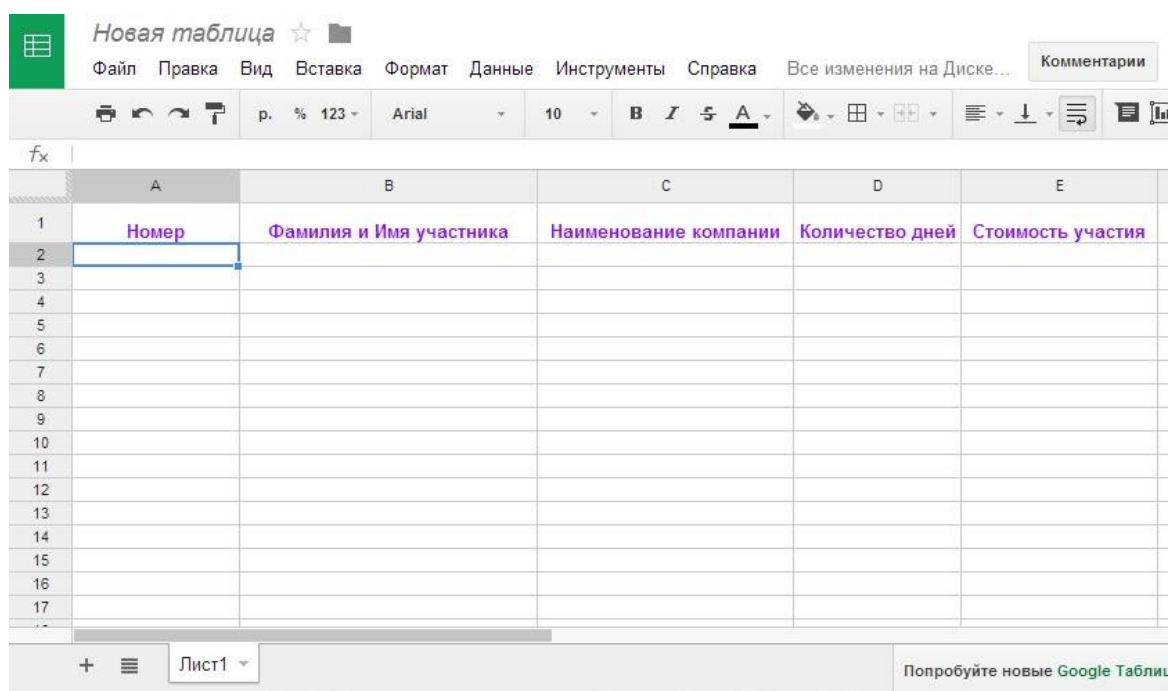 Новая таблица
Файл Правка Вид Вставка Формат Данные Инструменты Справка Все изменения на Диске... Комментарии
р. % 123 Arial 10 B I S A
fx
A B C D E
1 Номер Фамилия и Имя участника Наименование компании Количество дней Стоимость участия
2
3
4
5
6
7
8
9
10
11
12
13
14
15
16
17
+ Лист1 Попробуйте новые Google